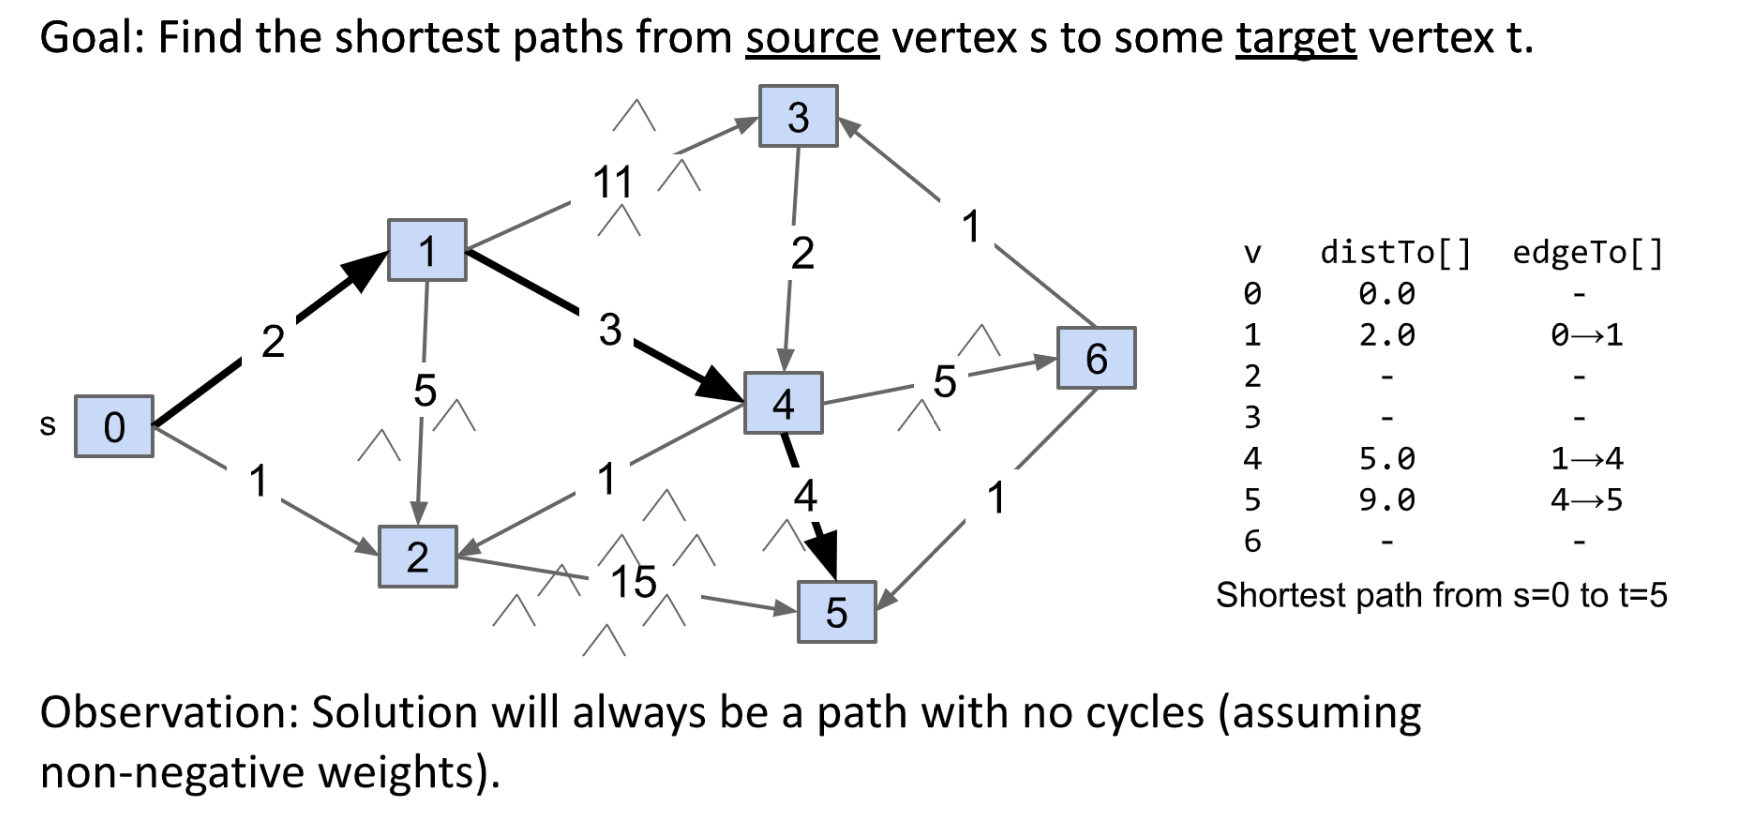 Goal: Find the shortest paths from source vertex s to some target vertex t.
3
11
1
1
2
v distTo[] edgeTo[]
0 0.0 -
1 2.0 0→1
2 - -
3 - -
4 5.0 1→4
5 9.0 4→5
6 - -
Shortest path from s=0 to t=5
2
3
6
5
5
4
s 0
1
1
4
1
2
15
5
Observation: Solution will always be a path with no cycles (assuming
non-negative weights).